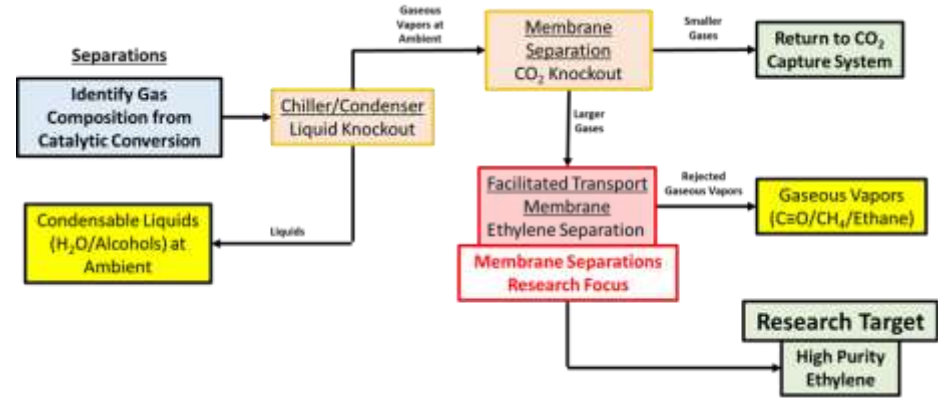 Separations
Identify Gas
Composition from
Catalytic Conversion
Chiller/Condenser
Liquid Knockout
Gaseous
Vapors at
Ambient
Membrane
Separation
CO₂ Knockout
Smaller
Gases
Return to CO₂
Capture System
Larger
Gases
Liquids
Condensable Liquids
(H₂O/Alcohols) at
Ambient
Facilitated Transport
Membrane
Ethylene Separation
Membrane Separations
Research Focus
Rejected
Gaseous Vapors
Gaseous Vapors
(C≡O/CH₄/Ethane)
Research Target
High Purity
Ethylene